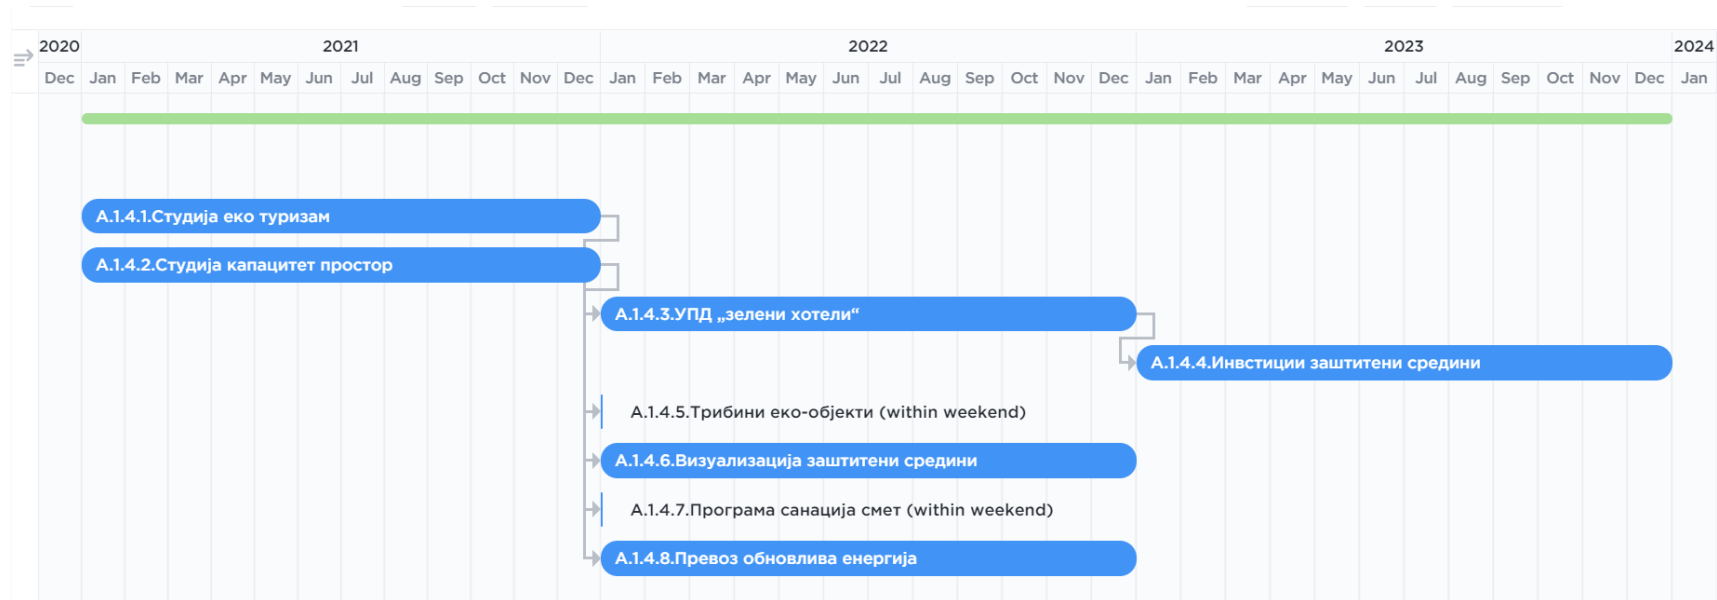 2020 2021 2022 2023 2024
Dec Jan Feb Mar Apr May Jun Jul Aug Sep Oct Nov Dec Jan Feb Mar Apr May Jun Jul Aug Sep Oct Nov Dec Jan Feb Mar Apr May Jun Jul Aug Sep Oct Nov Dec Jan
А.1.4.1.Студија еко туризам
А.1.4.2.Студија капацитет простор
А.1.4.3.УПД „зелени хотели“
А.1.4.4.Инвстиции заштитени средини
А.1.4.5.Трибини еко-објекти (within weekend)
А.1.4.6.Визуализација заштитени средини
А.1.4.7.Програма санација смет (within weekend)
А.1.4.8.Превоз обновлива енергија